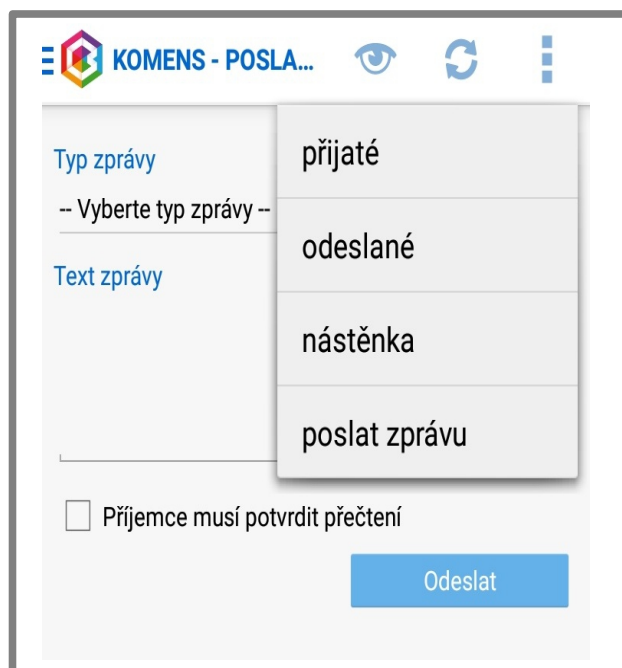 KOMENS - POSLA...
přijaté
odeslané
nástěnka
poslat zprávu
Typ zprávy
-- Vyberte typ zprávy --
Text zprávy
Příjemce musí potvrdit přečtení
Odeslat